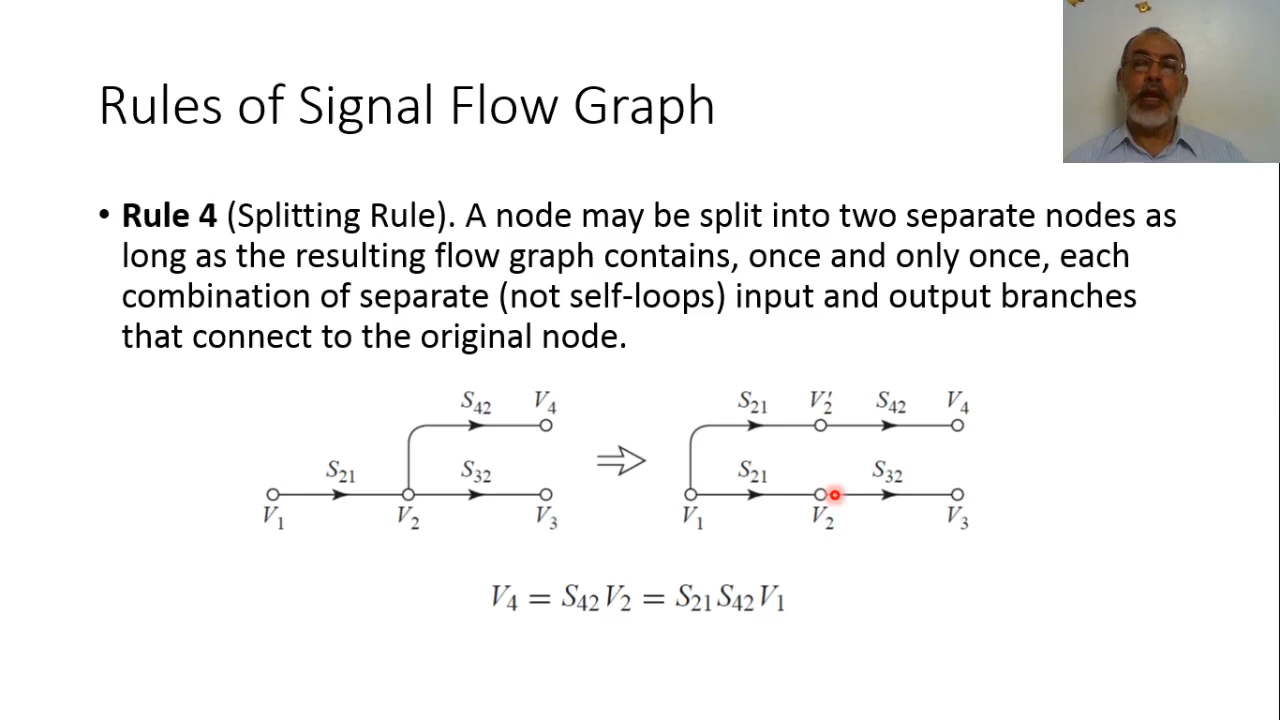 Rules of Signal Flow Graph
• Rule 4 (Splitting Rule). A node may be split into two separate nodes as
long as the resulting flow graph contains, once and only once, each
combination of separate (not self-loops) input and output branches
that connect to the original node.
S₄₂ V₄
S₂₁ S₃₂
V₁ V₂ V₃
S₂₁ V₂′ S₄₂ V₄
S₂₁ S₃₂
V₁ V₂ V₃
V₄ = S₄₂V₂ = S₂₁S₄₂V₁